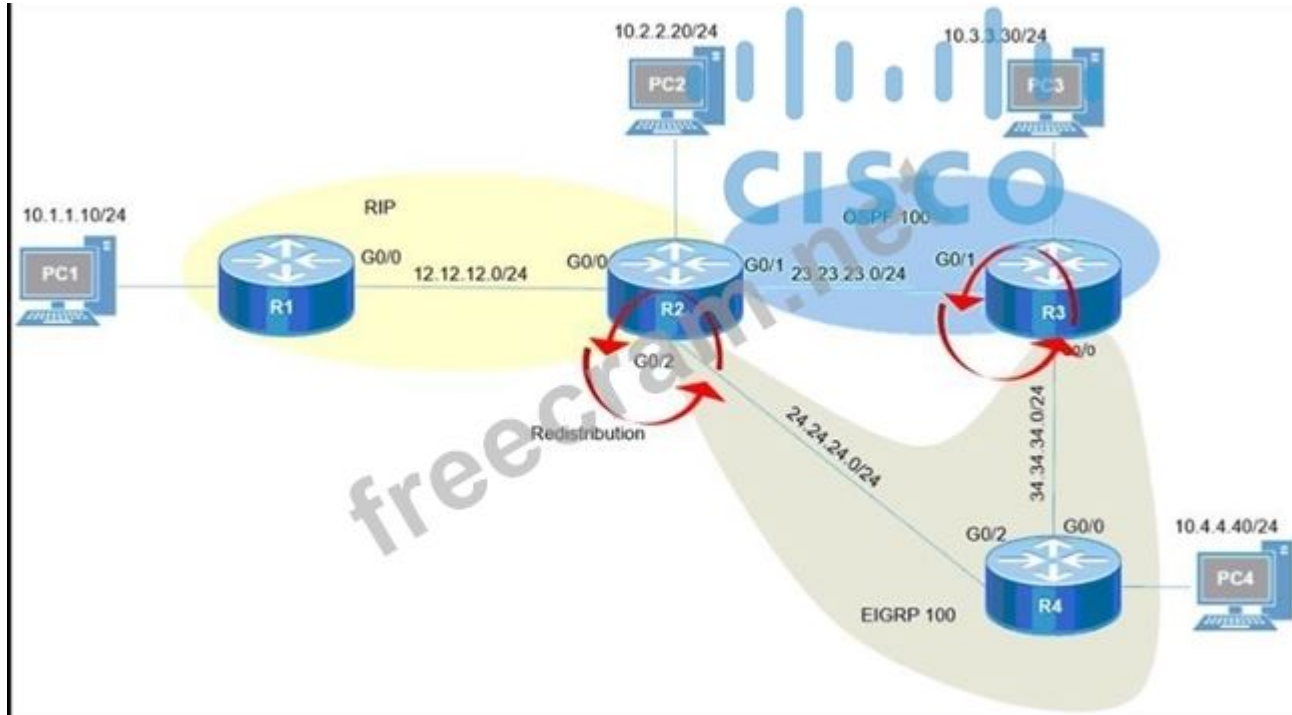 10.2.2.20/24
10.3.3.30/24
PC2
PC3
CISCO
10.1.1.10/24
RIP
OSPF 100
PC1
G0/0
12.12.12.0/24
G0/0
G0/1
23.23.23.0/24
G0/1
R1
R2
R3
G0/2
G0/0
Redistribution
24.24.24.0/24
34.34.34.0/24
freecram.net
G0/2
G0/0
10.4.4.40/24
PC4
R4
EIGRP 100